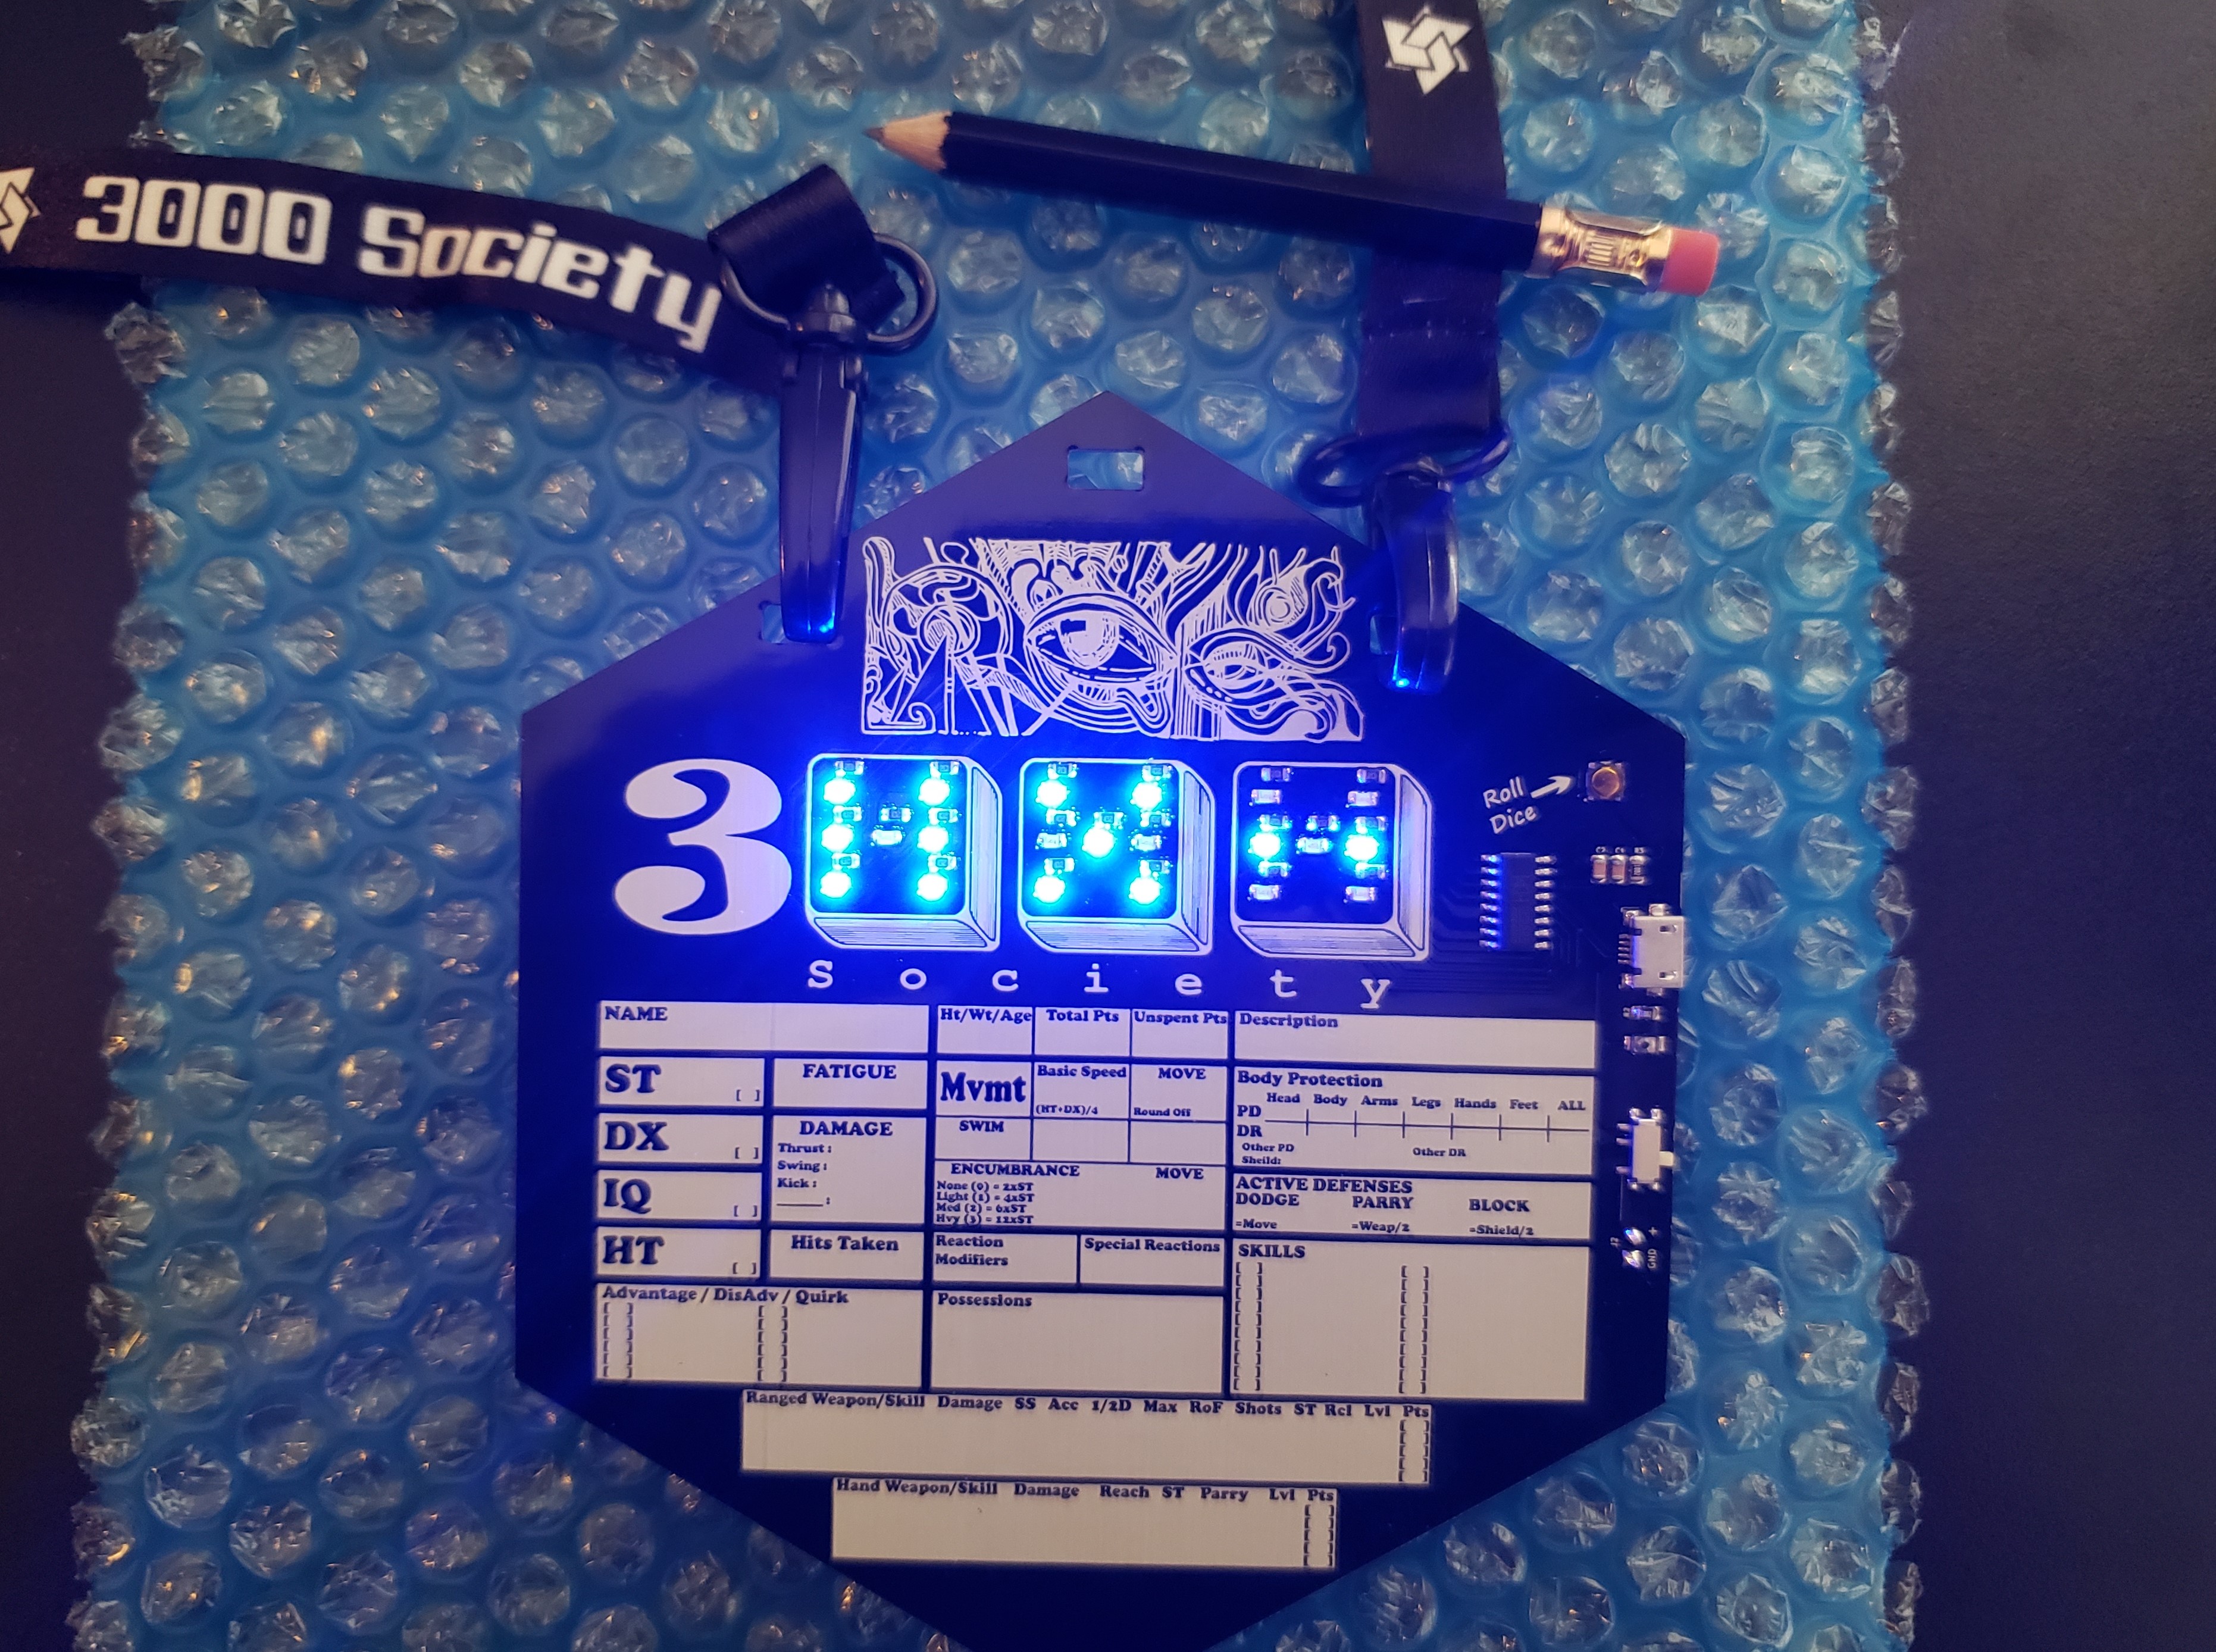 3000 Society
3
Roll
Dice
Society
NAME
Ht/Wt/Age Total Pts Unspent Pts Description
ST [ ] FATIGUE
Mvmt Basic Speed MOVE
(HT+DX)/4 Round Off
Body Protection
Head Body Arms Legs Hands Feet ALL
PD
DR
Other PD Other DR
Sheild:
DX [ ] DAMAGE
Thrust:
Swing:
Kick:
____:
SWIM
ENCUMBRANCE MOVE
None (0) = 2xST
Light (1) = 4xST
Med (2) = 6xST
Hvy (3) = 12xST
ACTIVE DEFENSES
DODGE PARRY BLOCK
=Move =Weap/2 =Shield/2
IQ [ ]
HT [ ] Hits Taken
Reaction
Modifiers
Special Reactions
SKILLS
Advantage / DisAdv / Quirk
Possessions
Ranged Weapon/Skill Damage SS Acc 1/2D Max RoF Shots ST Rcl Lvl Pts
Hand Weapon/Skill Damage Reach ST Parry Lvl Pts
J2
GND +